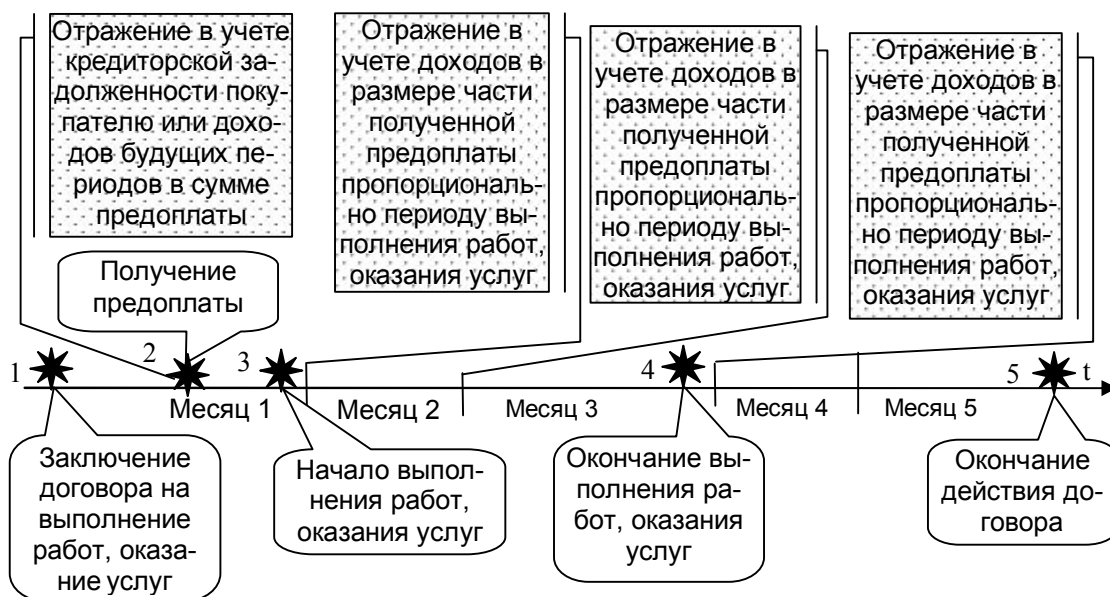 Отражение в учете
кредиторской за-
долженности поку-
пателю или дохо-
дов будущих пе-
риодов в сумме
предоплаты
Отражение в
учете доходов в
размере части
полученной
предоплаты
пропорциональ-
но периоду вы-
полнения работ,
оказания услуг
Отражение в
учете доходов в
размере части
полученной
предоплаты
пропорциональ-
но периоду вы-
полнения работ,
оказания услуг
Отражение в
учете доходов в
размере части
полученной
предоплаты
пропорциональ-
но периоду вы-
полнения работ,
оказания услуг
Получение
предоплаты
1
2
3
4
5
t
Месяц 1
Месяц 2
Месяц 3
Месяц 4
Месяц 5
Заключение
договора на
выполнение
работ, оказа-
ние услуг
Начало выпол-
нения работ,
оказания услуг
Окончание вы-
полнения ра-
бот, оказания
услуг
Окончание
действия до-
говора